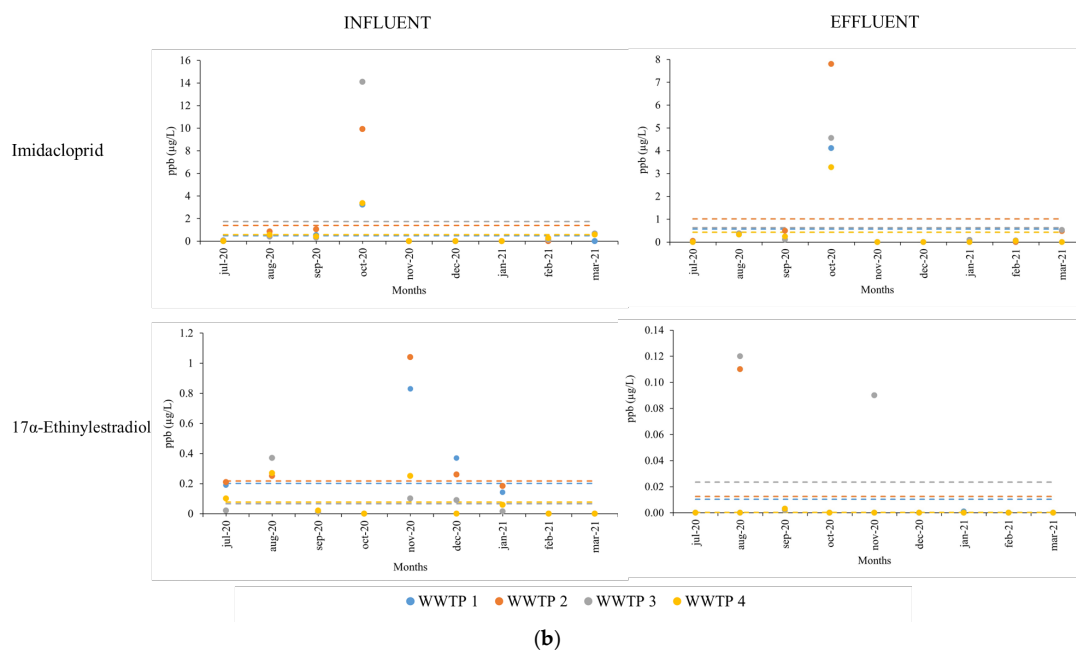 INFLUENT
EFFLUENT
Imidacloprid
ppb (µg/L)
16
14
12
10
8
6
4
2
0
jul-20
aug-20
sep-20
oct-20
nov-20
dec-20
jan-21
feb-21
mar-21
Months
ppb (µg/L)
8
7
6
5
4
3
2
1
0
jul-20
aug-20
sep-20
oct-20
nov-20
dec-20
jan-21
feb-21
mar-21
Months
17α-Ethinylestradiol
ppb (µg/L)
1.2
1
0.8
0.6
0.4
0.2
0
jul-20
aug-20
sep-20
oct-20
nov-20
dec-20
jan-21
feb-21
mar-21
Months
ppb (µg/L)
0.14
0.12
0.10
0.08
0.06
0.04
0.02
0.00
jul-20
aug-20
sep-20
oct-20
nov-20
dec-20
jan-21
feb-21
mar-21
Months
WWTP 1 WWTP 2 WWTP 3 WWTP 4
(b)